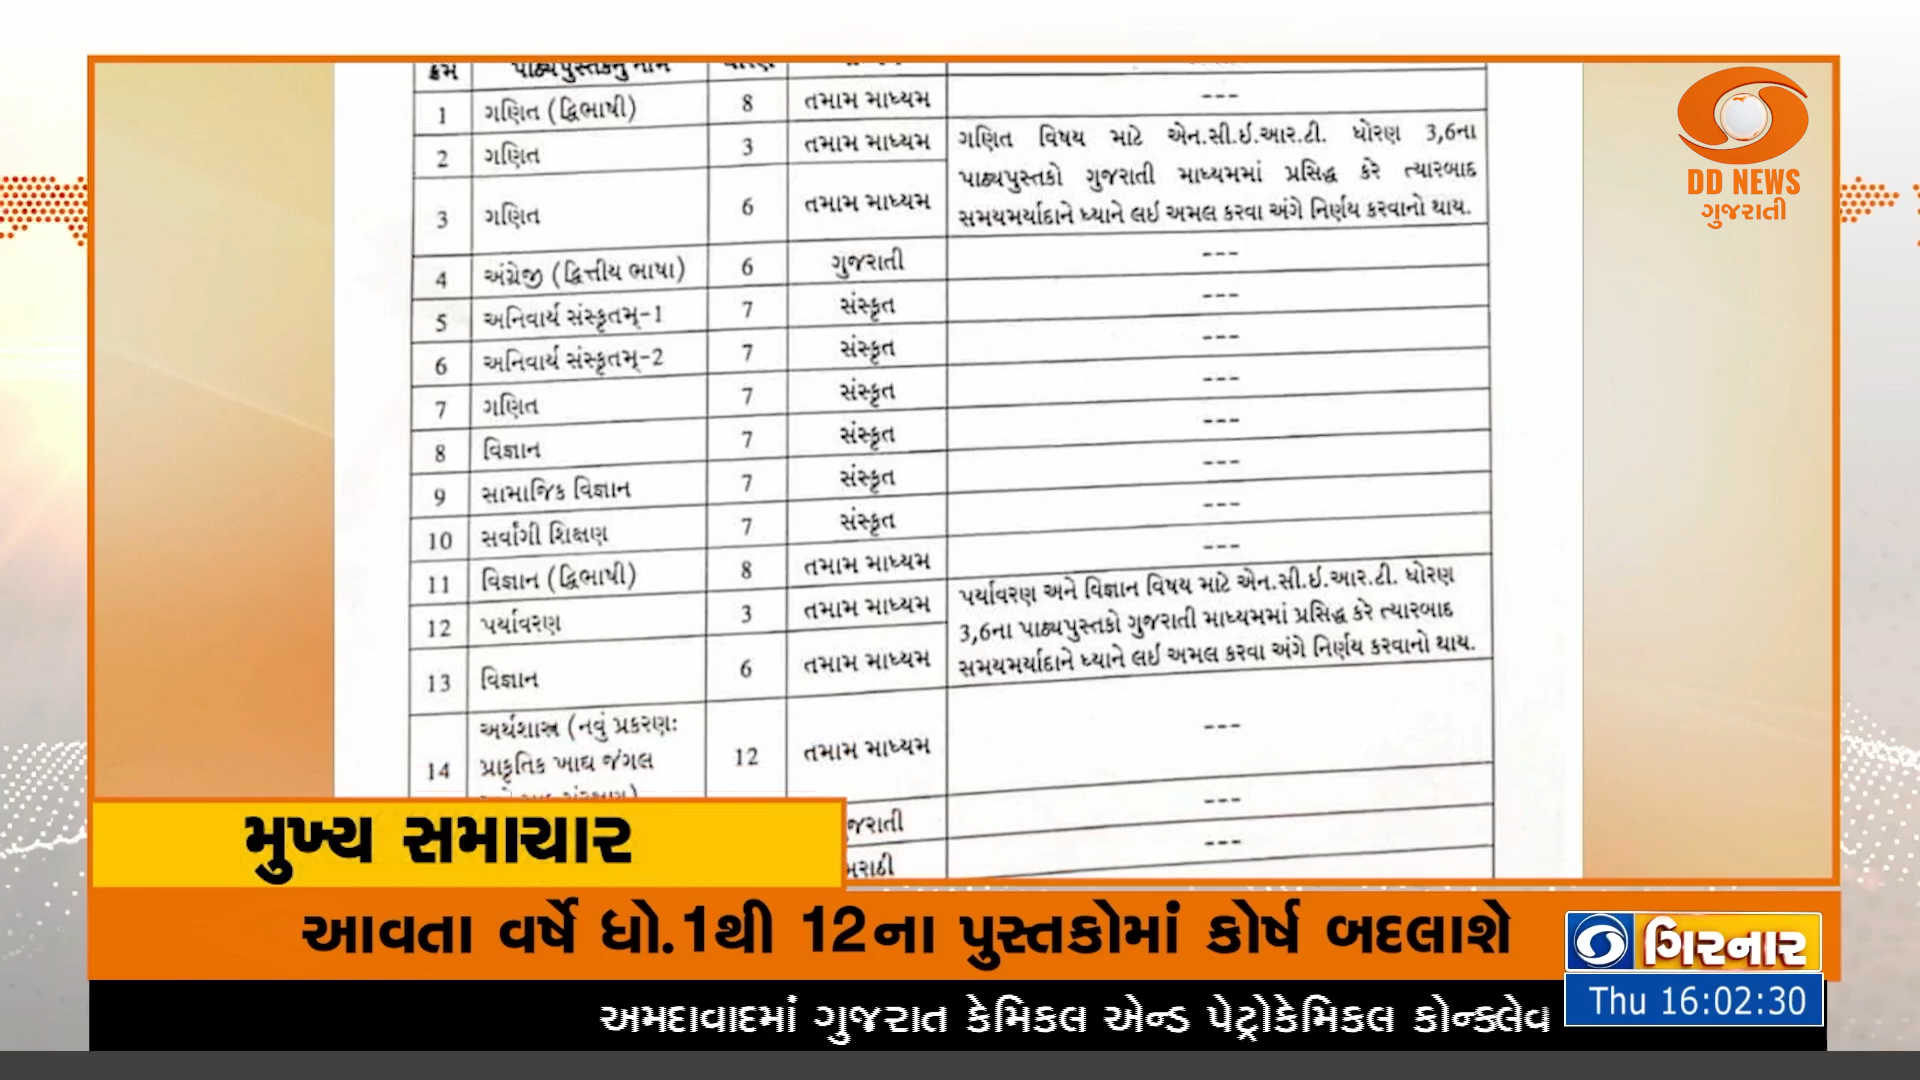 ક્રમ પાઠ્યપુસ્તકનું નામ
1 ગણિત (દ્વિભાષી) 8 તમામ માધ્યમ ---
2 ગણિત 3 તમામ માધ્યમ
3 ગણિત 6 તમામ માધ્યમ
ગણિત વિષય માટે એન.સી.ઇ.આર.ટી. ધોરણ 3,6ના
પાઠ્યપુસ્તકો ગુજરાતી માધ્યમમાં પ્રસિદ્ધ કરે ત્યારબાદ
સમયમર્યાદાને ધ્યાને લઇ અમલ કરવા અંગે નિર્ણય કરવાનો થાય.
4 અંગ્રેજી (દ્વિત્તીય ભાષા) 6 ગુજરાતી ---
5 અનિવાર્ય સંસ્કૃતમ્-1 7 સંસ્કૃત ---
6 અનિવાર્ય સંસ્કૃતમ્-2 7 સંસ્કૃત ---
7 ગણિત 7 સંસ્કૃત ---
8 વિજ્ઞાન 7 સંસ્કૃત ---
9 સામાજિક વિજ્ઞાન 7 સંસ્કૃત ---
10 સર્વાંગી શિક્ષણ 7 સંસ્કૃત ---
11 વિજ્ઞાન (દ્વિભાષી) 8 તમામ માધ્યમ ---
12 પર્યાવરણ 3 તમામ માધ્યમ
13 વિજ્ઞાન 6 તમામ માધ્યમ
પર્યાવરણ અને વિજ્ઞાન વિષય માટે એન.સી.ઇ.આર.ટી. ધોરણ
3,6ના પાઠ્યપુસ્તકો ગુજરાતી માધ્યમમાં પ્રસિદ્ધ કરે ત્યારબાદ
સમયમર્યાદાને ધ્યાને લઇ અમલ કરવા અંગે નિર્ણય કરવાનો થાય.
14 અર્થશાસ્ત્ર (નવું પ્રકરણઃ
પ્રાકૃતિક ખાદ્ય જંગલ
12 તમામ માધ્યમ ---
---
મરાઠી ---
DD NEWS
ગુજરાતી
મુખ્ય સમાચાર
આવતા વર્ષે ધો.1થી 12ના પુસ્તકોમાં કોર્ષ બદલાશે
ગિરનાર
Thu 16:02:30
અમદાવાદમાં ગુજરાત કેમિકલ એન્ડ પેટ્રોકેમિકલ કોન્ક્લેવ